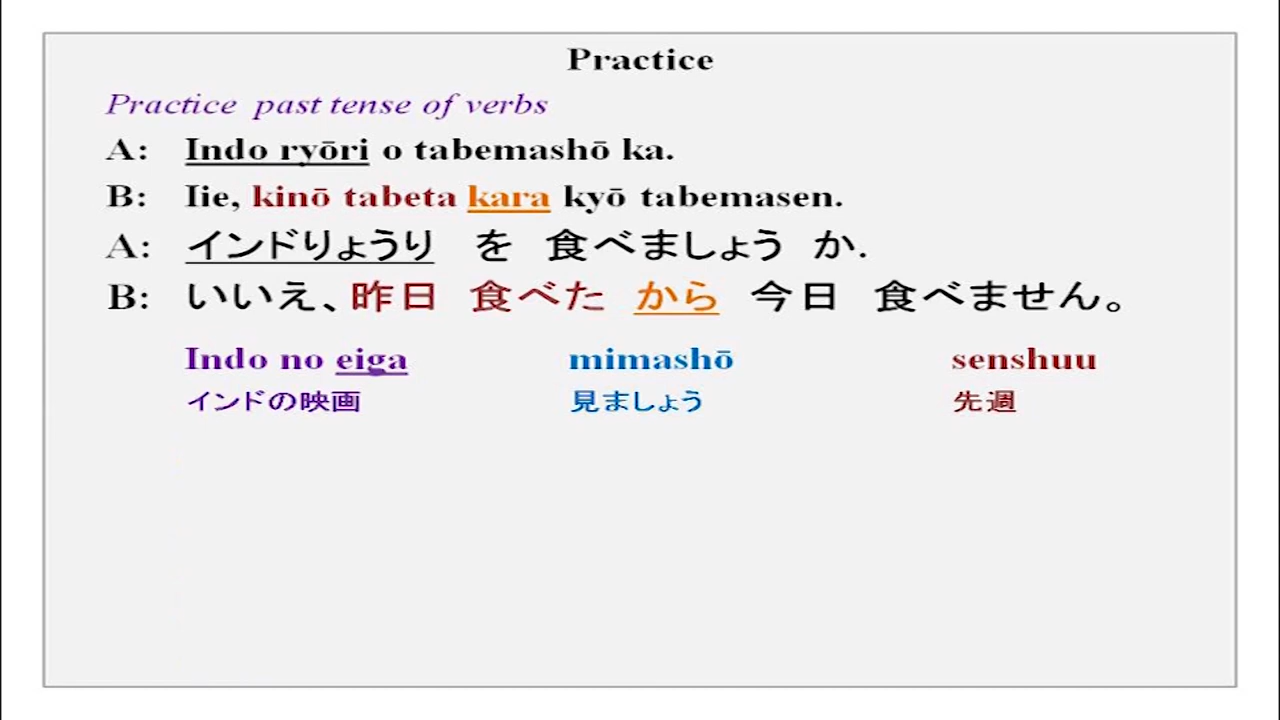 Practice
Practice past tense of verbs
A: Indo ryōri o tabemashō ka.
B: Iie, kinō tabeta kara kyō tabemasen.
A: インドりょうり を 食べましょう か.
B: いいえ、昨日 食べた から 今日 食べません。
Indo no eiga mimashō senshuu
インドの映画 見ましょう 先週